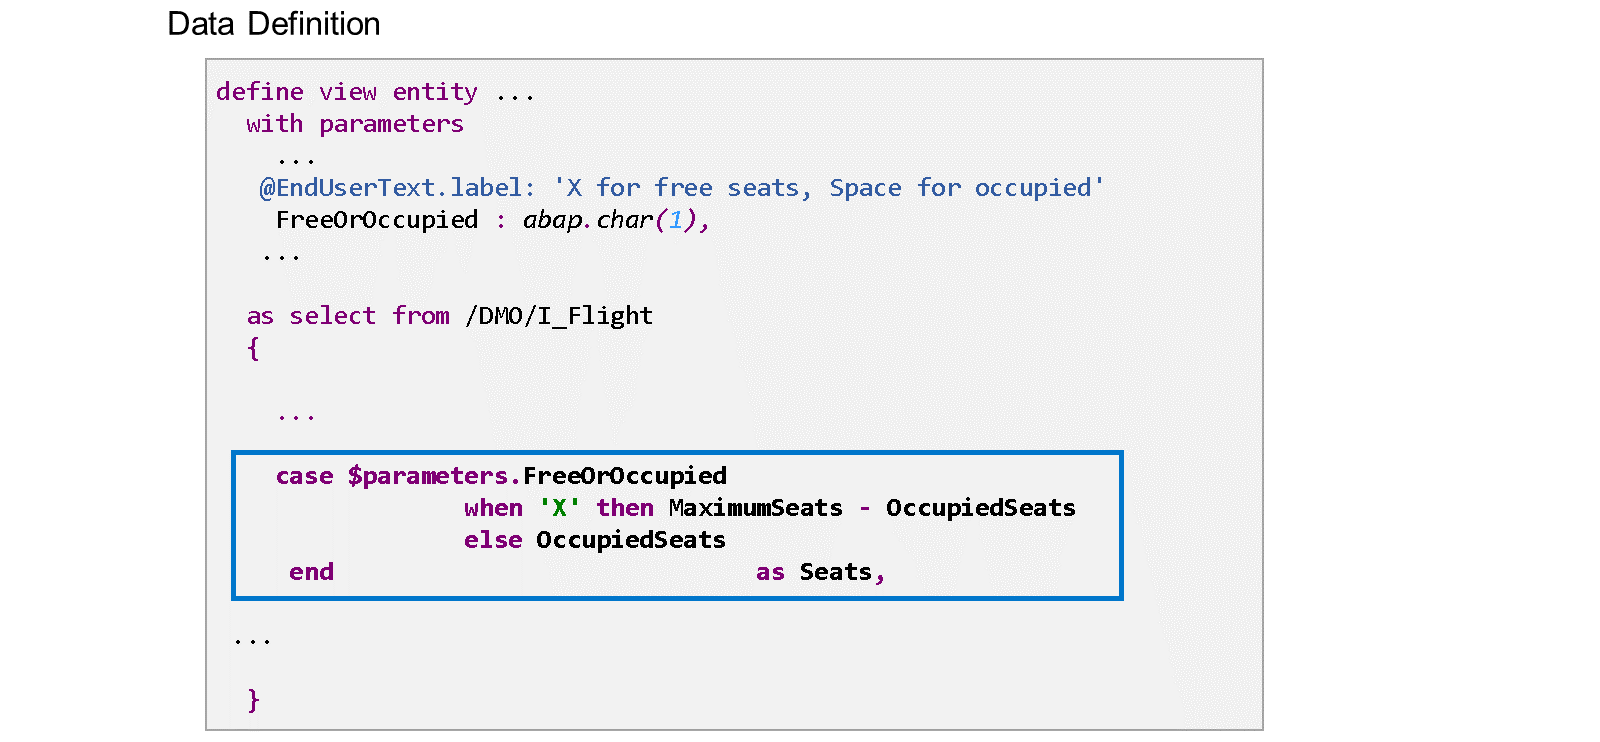 Data Definition
define view entity ...
with parameters
...
@EndUserText.label: 'X for free seats, Space for occupied'
FreeOrOccupied : abap.char(1),
...
as select from /DMO/I_Flight
{
...
case $parameters.FreeOrOccupied
when 'X' then MaximumSeats - OccupiedSeats
else OccupiedSeats
end as Seats,
...
}